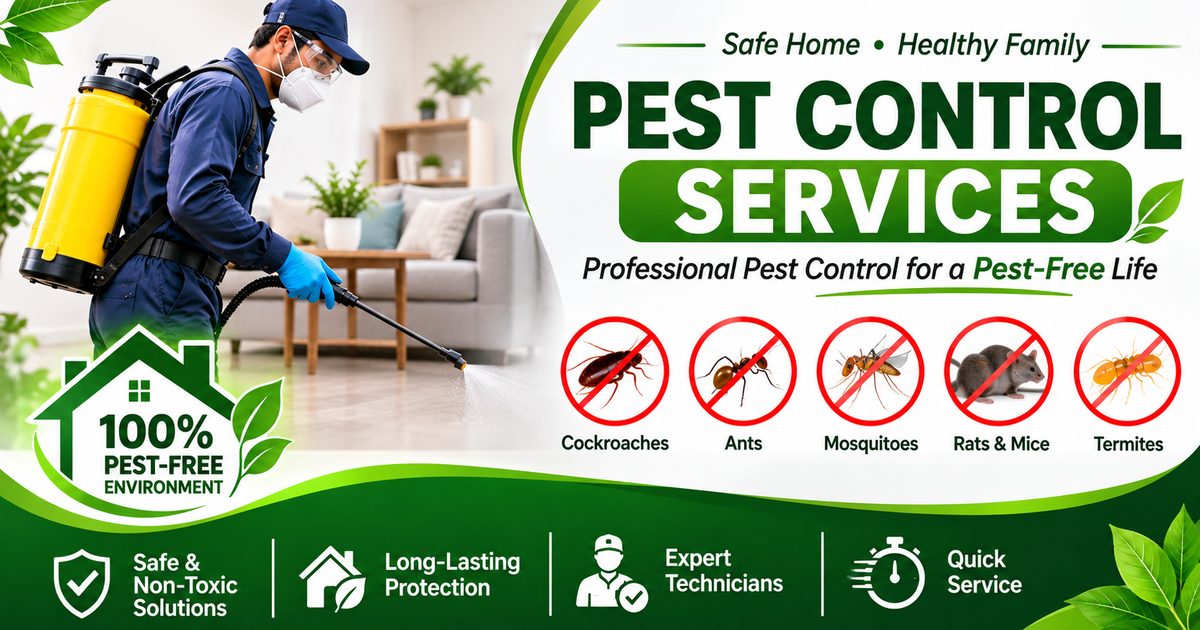 Safe Home • Healthy Family
PEST CONTROL
SERVICES
Professional Pest Control for a Pest-Free Life
Cockroaches
Ants
Mosquitoes
Rats & Mice
Termites
100%
PEST-FREE
ENVIRONMENT
Safe &
Non-Toxic
Solutions
Long-Lasting
Protection
Expert
Technicians
Quick
Service